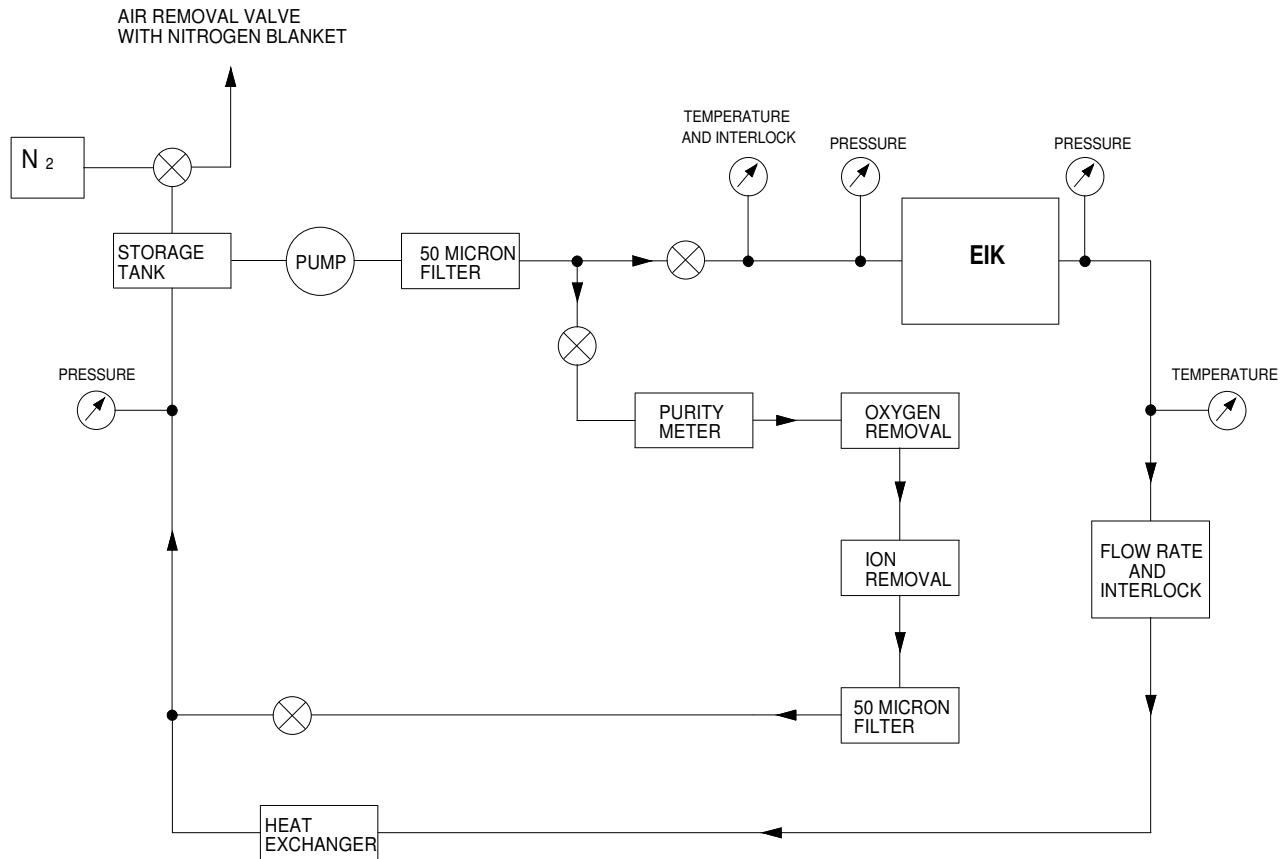 AIR REMOVAL VALVE
WITH NITROGEN BLANKET
N 2
TEMPERATURE
AND INTERLOCK
PRESSURE
PRESSURE
STORAGE
TANK
PUMP
50 MICRON
FILTER
EIK
PRESSURE
TEMPERATURE
PURITY
METER
OXYGEN
REMOVAL
ION
REMOVAL
FLOW RATE
AND
INTERLOCK
50 MICRON
FILTER
HEAT
EXCHANGER